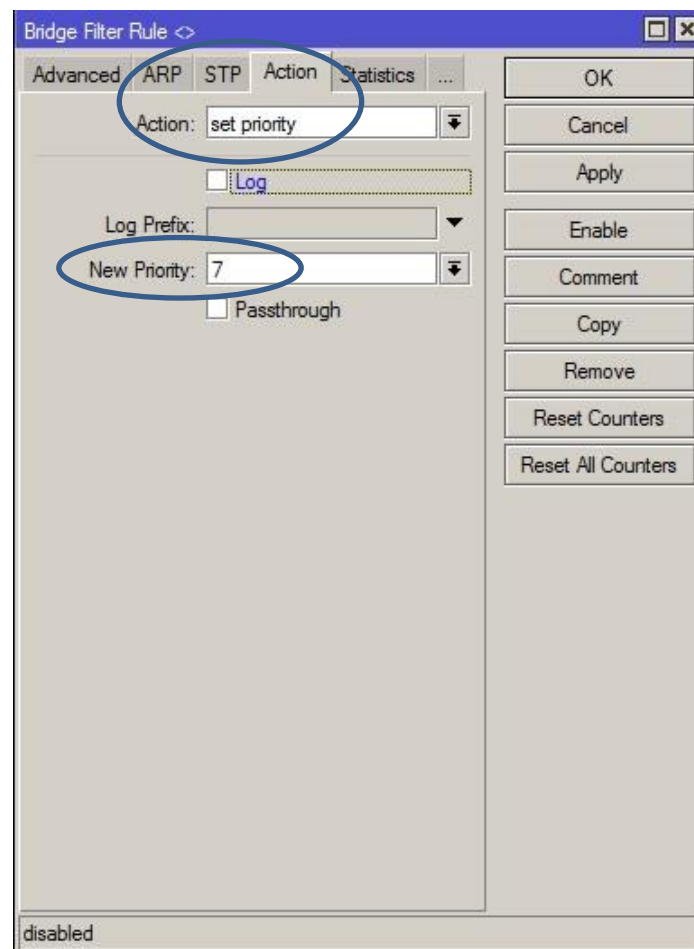 Bridge Filter Rule <>
Advanced ARP STP Action Statistics ...
Action: set priority
Log
Log Prefix:
New Priority: 7
Passthrough
OK
Cancel
Apply
Enable
Comment
Copy
Remove
Reset Counters
Reset All Counters
disabled